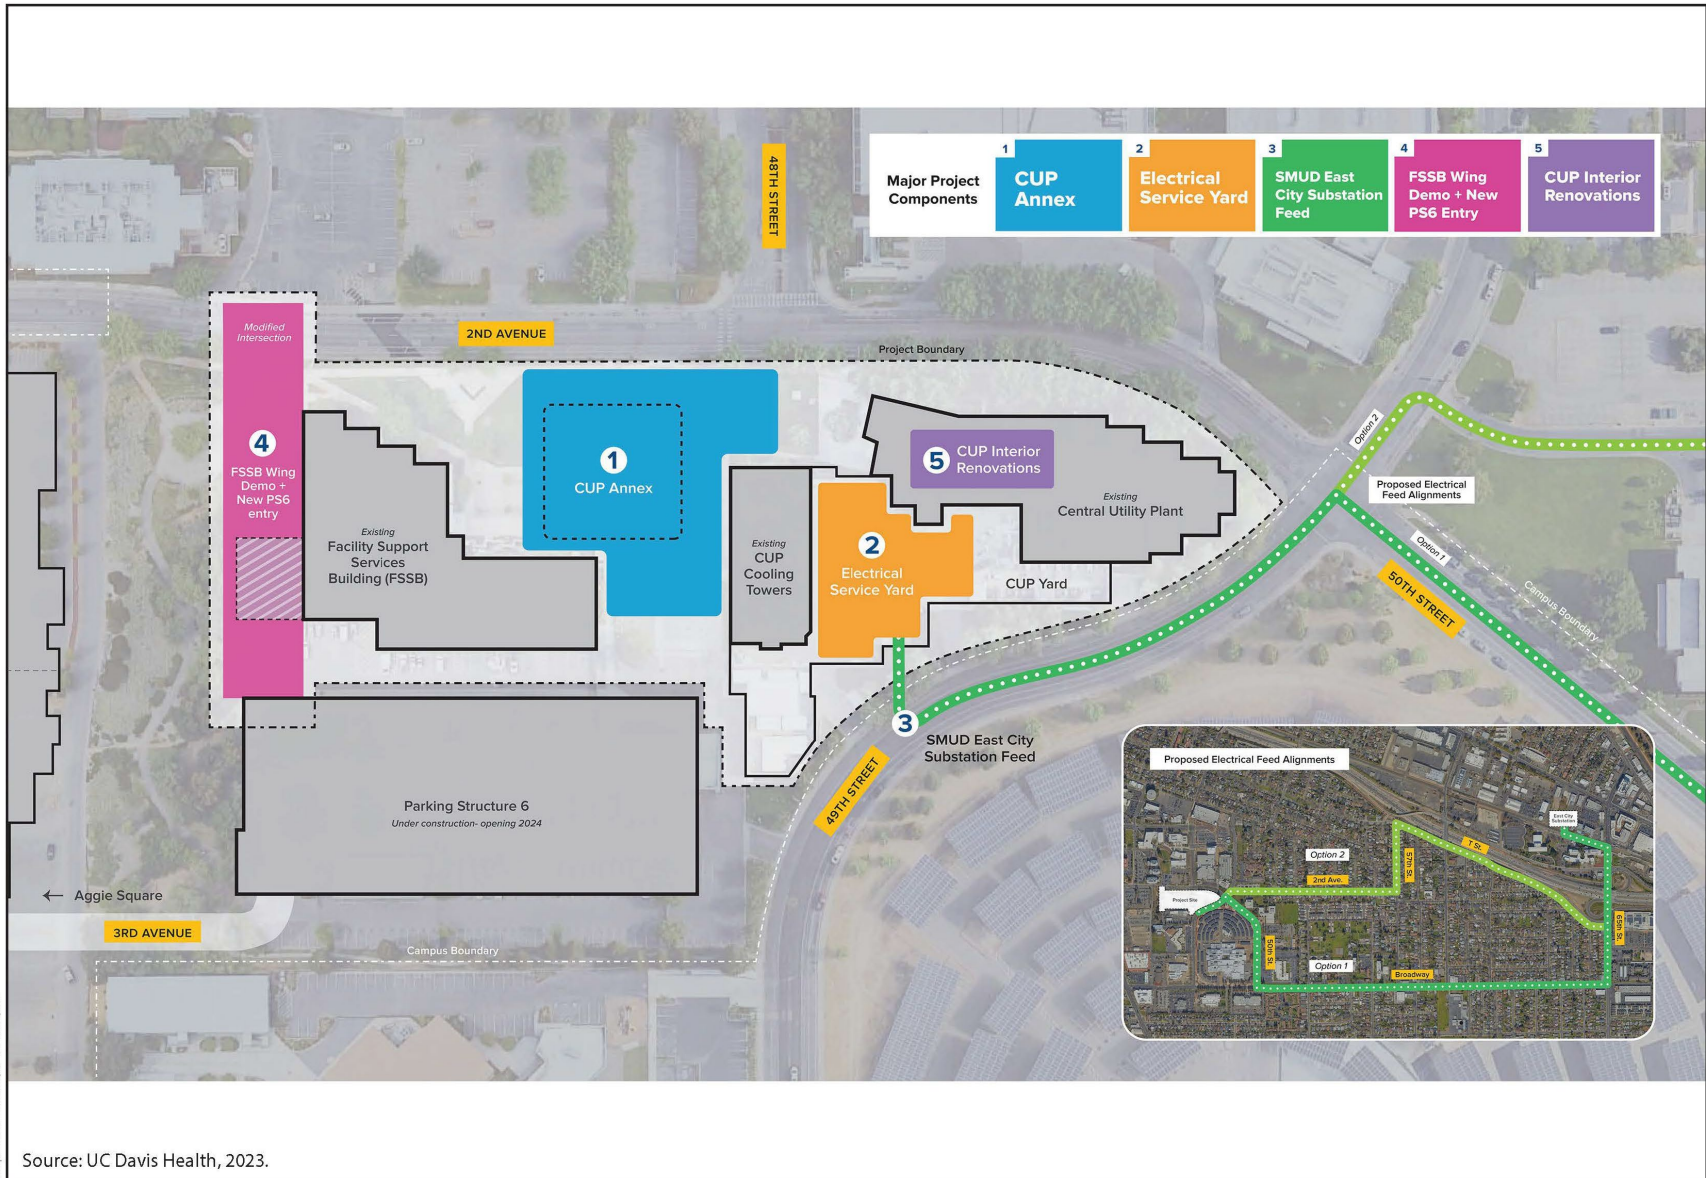 Major Project
Components
1
CUP
Annex
2
Electrical
Service Yard
3
SMUD East
City Substation
Feed
4
FSSB Wing
Demo + New
PS6 Entry
5
CUP Interior
Renovations
48TH STREET
2ND AVENUE
Modified
Intersection
Project Boundary
4
FSSB Wing
Demo +
New PS6
entry
Existing
Facility Support
Services
Building (FSSB)
1
CUP Annex
Existing
CUP
Cooling
Towers
2
Electrical
Service Yard
5
CUP Interior
Renovations
Existing
Central Utility Plant
CUP Yard
Option 2
Proposed Electrical
Feed Alignments
Option 1
50TH STREET
Campus Boundary
3
SMUD East City
Substation Feed
49TH STREET
Parking Structure 6
Under construction- opening 2024
← Aggie Square
3RD AVENUE
Campus Boundary
Proposed Electrical Feed Alignments
East City
Substation
Option 2
2nd Ave.
57th St.
T St.
Project Site
65th St.
50th St.
Option 1
Broadway
Source: UC Davis Health, 2023.